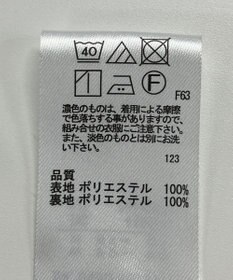 40
F
F63
濃色のものは、着用による摩擦
で色落ちする事がありますので、
組み合せの衣服にご注意下さい。
また、淡色のものとは別にお洗
い下さい。
123
品質
表地 ポリエステル 100%
裏地 ポリエステル 100%